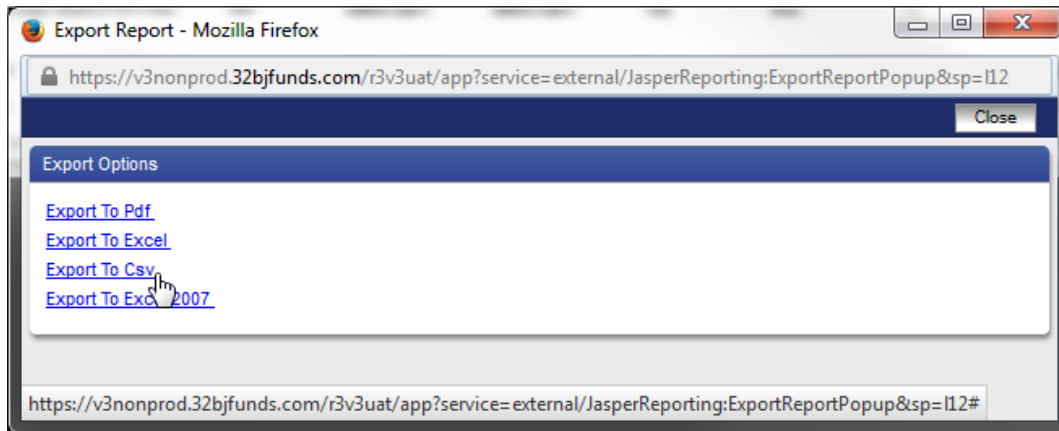 Export Report - Mozilla Firefox
https://v3nonprod.32bjfunds.com/r3v3uat/app?service=external/JasperReporting:ExportReportPopup&sp=l12
Close
Export Options
Export To Pdf
Export To Excel
Export To Csv
Export To Exc 2007
https://v3nonprod.32bjfunds.com/r3v3uat/app?service=external/JasperReporting:ExportReportPopup&sp=l12#